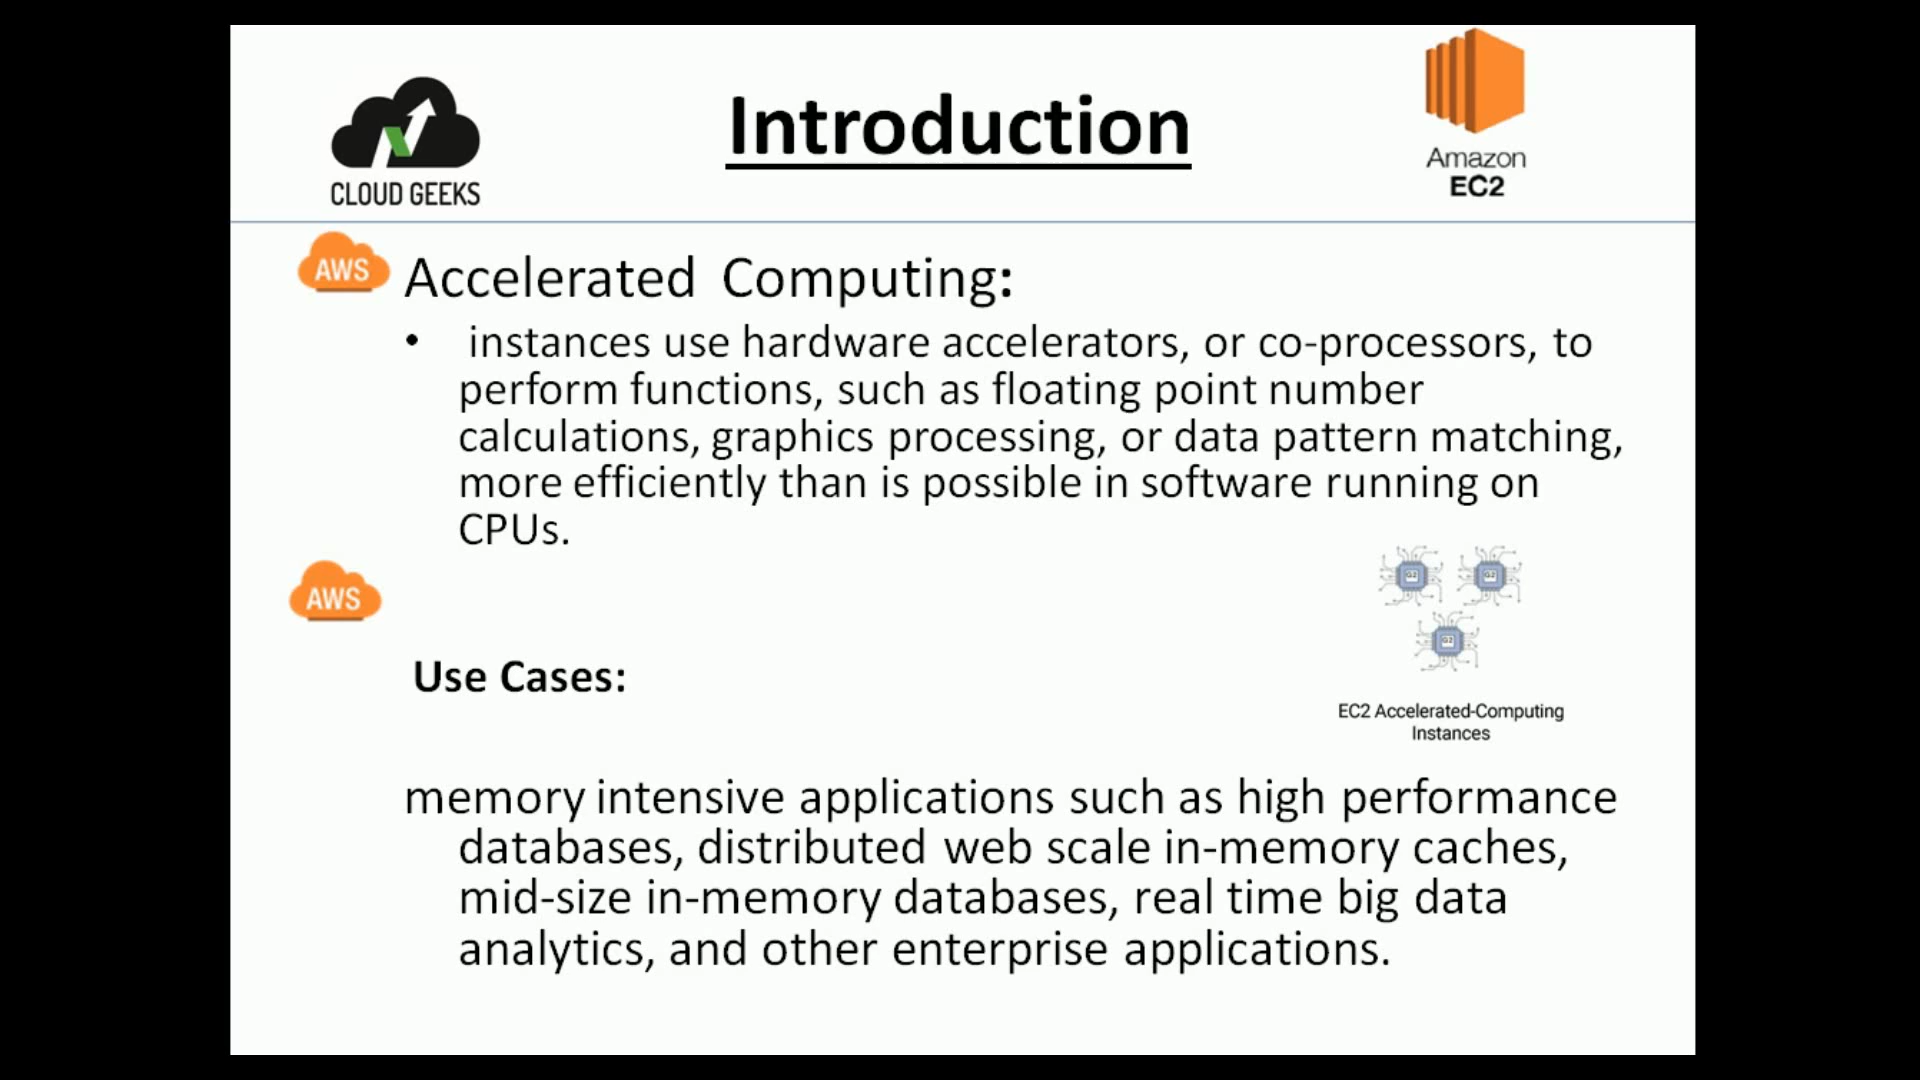 CLOUD GEEKS
Introduction
Amazon
EC2
AWS
Accelerated Computing:
• instances use hardware accelerators, or co-processors, to
perform functions, such as floating point number
calculations, graphics processing, or data pattern matching,
more efficiently than is possible in software running on
CPUs.
AWS
G2
G2
G2
Use Cases:
EC2 Accelerated-Computing
Instances
memory intensive applications such as high performance
databases, distributed web scale in-memory caches,
mid-size in-memory databases, real time big data
analytics, and other enterprise applications.